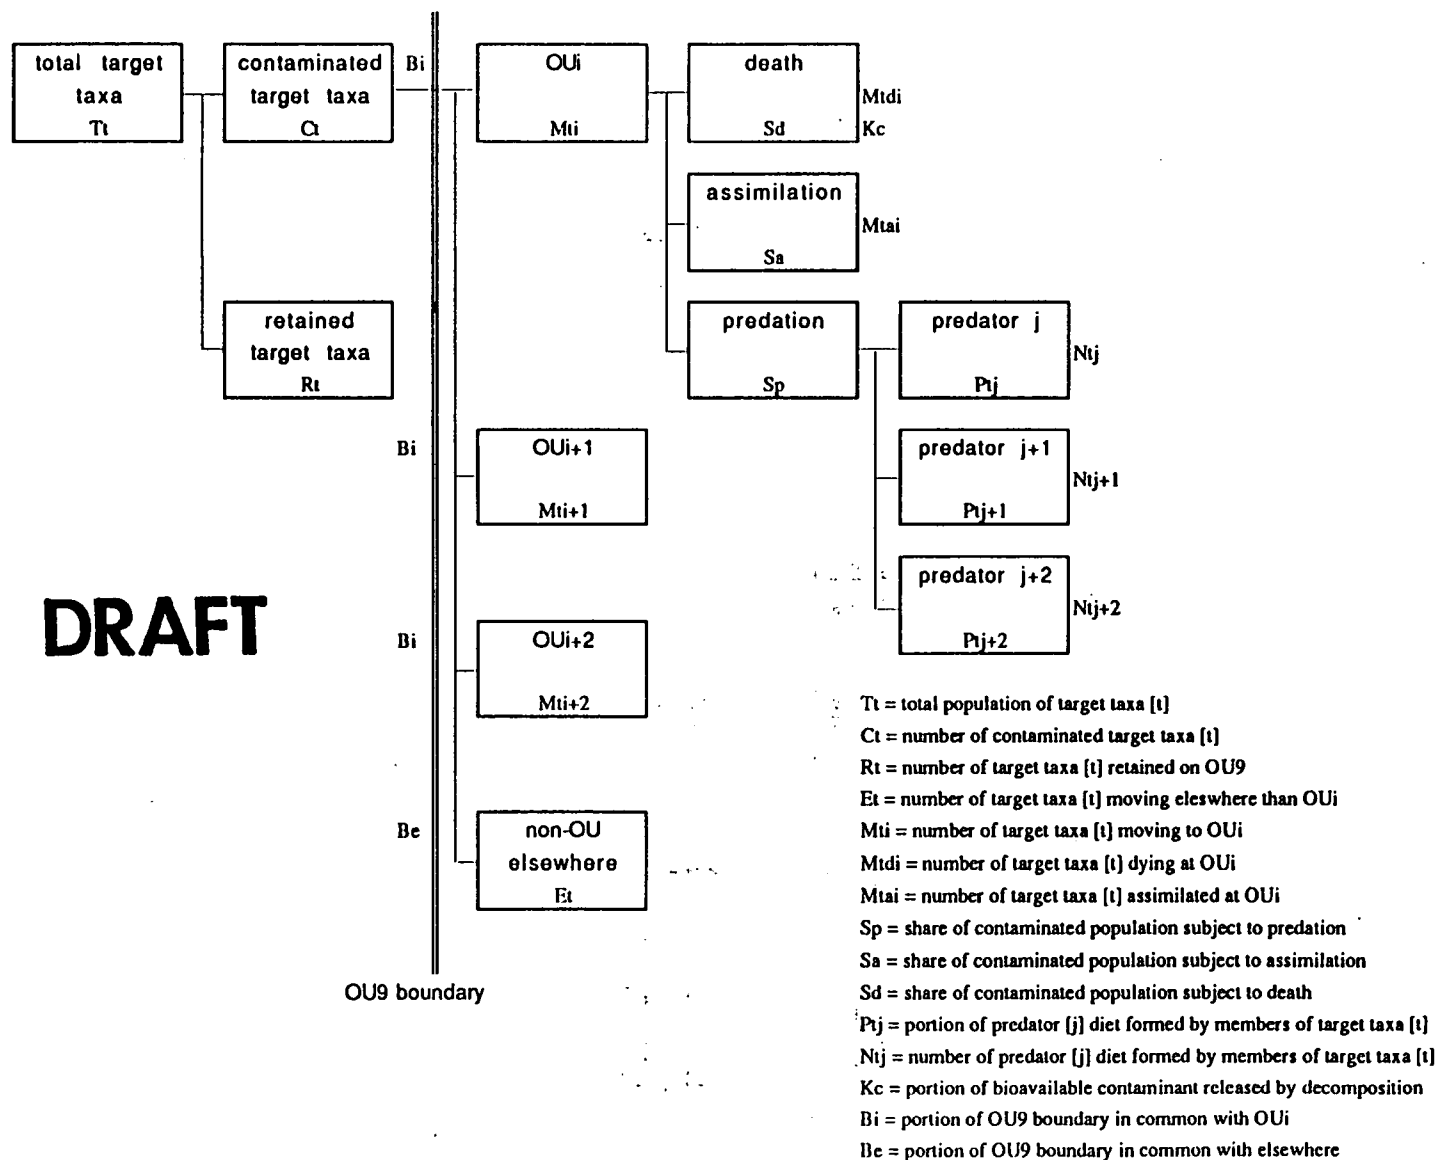 total target
taxa
Tt
contaminated
target taxa
Ct
Bi
OUi
Mti
death
Sd
Mtdi
Kc
assimilation
Sa
Mtai
retained
target taxa
Rt
predation
Sp
predator j
Ptj
Ntj
Bi
OUi+1
Mti+1
predator j+1
Ptj+1
Ntj+1
DRAFT
Bi
OUi+2
Mti+2
predator j+2
Ptj+2
Ntj+2
Be
non-OU
elsewhere
Et
OU9 boundary
Tt = total population of target taxa [t]
Ct = number of contaminated target taxa [t]
Rt = number of target taxa [t] retained on OU9
Et = number of target taxa [t] moving eleswhere than OUi
Mti = number of target taxa [t] moving to OUi
Mtdi = number of target taxa [t] dying at OUi
Mtai = number of target taxa [t] assimilated at OUi
Sp = share of contaminated population subject to predation
Sa = share of contaminated population subject to assimilation
Sd = share of contaminated population subject to death
Ptj = portion of predator [j] diet formed by members of target taxa [t]
Ntj = number of predator [j] diet formed by members of target taxa [t]
Kc = portion of bioavailable contaminant released by decomposition
Bi = portion of OU9 boundary in common with OUi
Be = portion of OU9 boundary in common with elsewhere